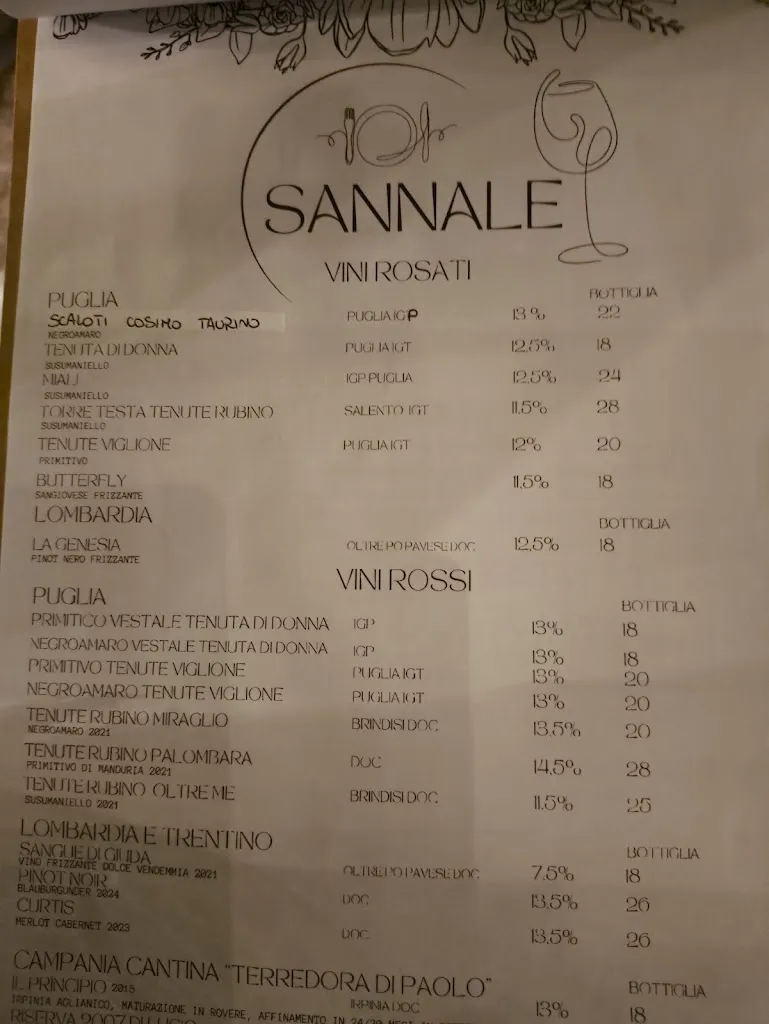 SANNALE
VINI ROSATI
PUGLIA BOTTIGLIA
SCALOTI COSIMO TAURINO PUGLIA IGP 13% 22
NEGROAMARO
TENUTA DI DONNA PUGLIA IGT 12.5% 18
SUSUMANIELLO
MIALI IGP PUGLIA 12.5% 24
SUSUMANIELLO
TORRE TESTA TENUTE RUBINO SALENTO IGT 11.5% 28
SUSUMANIELLO
TENUTE VIGLIONE PUGLIA IGT 12% 20
PRIMITIVO
BUTTERFLY 11.5% 18
SANGIOVESE FRIZZANTE
LOMBARDIA BOTTIGLIA
LA GENESIA OLTRE PO PAVESE DOC 12.5% 18
PINOT NERO FRIZZANTE
VINI ROSSI
PUGLIA BOTTIGLIA
PRIMITICO VESTALE TENUTA DI DONNA IGP 13% 18
NEGROAMARO VESTALE TENUTA DI DONNA IGP 13% 18
PRIMITIVO TENUTE VIGLIONE PUGLIA IGT 13% 20
NEGROAMARO TENUTE VIGLIONE PUGLIA IGT 13% 20
TENUTE RUBINO MIRAGLIO BRINDISI DOC 13.5% 20
NEGROAMARO 2021
TENUTE RUBINO PALOMBARA DOC 14.5% 28
PRIMITIVO DI MANDURIA 2021
TENUTE RUBINO OLTREME BRINDISI DOC 11.5% 25
SUSUMANIELLO 2021
LOMBARDIA E TRENTINO BOTTIGLIA
SANGUE DI GIUDA OLTRE PO PAVESE DOC 7.5% 18
VINO FRIZZANTE DOLCE VENDEMMIA 2021
PINOT NOIR DOC 13.5% 26
BLAUBURGUNDER 2024
CURTIS DOC 13.5% 26
MERLOT CABERNET 2023
CAMPANIA CANTINA "TERREDORA DI PAOLO" BOTTIGLIA
IL PRINCIPIO 2015 IRPINIA DOC 13% 18
IRPINIA AGLIANICO, MATURAZIONE IN ROVERE, AFFINAMENTO IN
RISERVA 2007